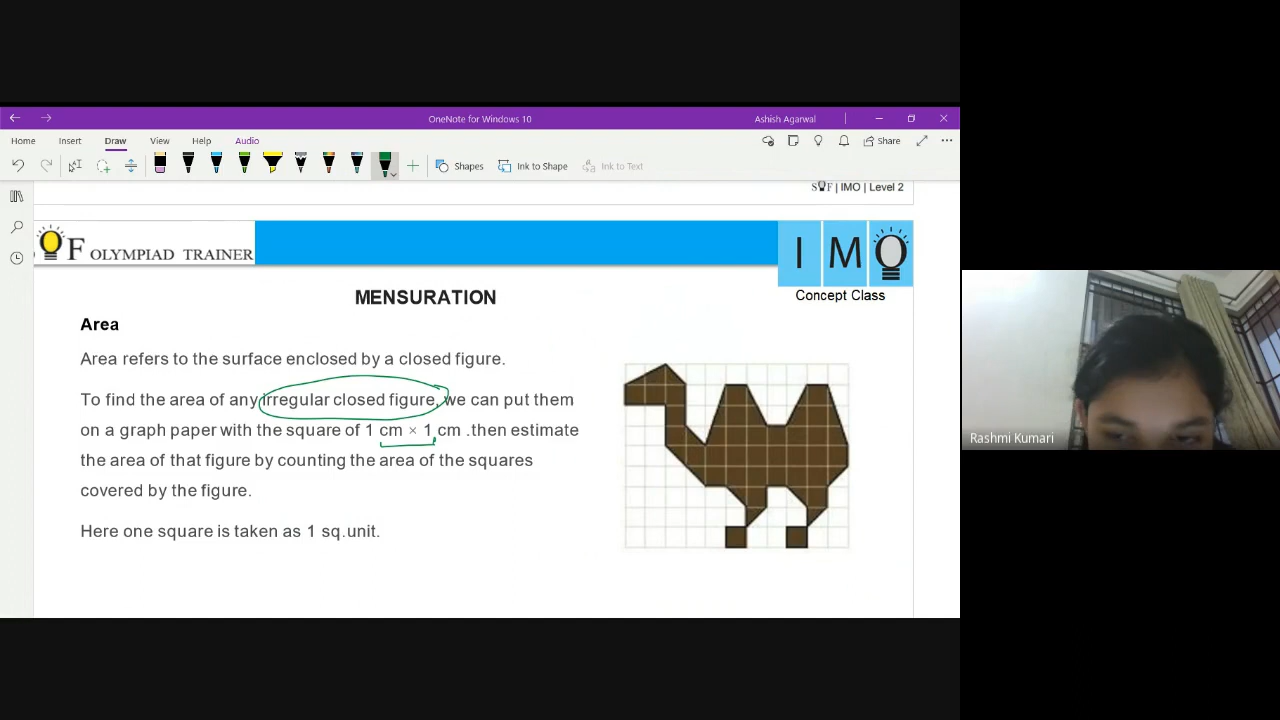 OneNote for Windows 10
Ashish Agarwal
Home Insert Draw View Help Audio
Share
Shapes Ink to Shape Ink to Text
SOF | IMO | Level 2
OF OLYMPIAD TRAINER
IMO
Concept Class
MENSURATION
Area
Area refers to the surface enclosed by a closed figure.
To find the area of any irregular closed figure, we can put them
on a graph paper with the square of 1 cm × 1 cm .then estimate
the area of that figure by counting the area of the squares
covered by the figure.
Here one square is taken as 1 sq.unit.
Rashmi Kumari